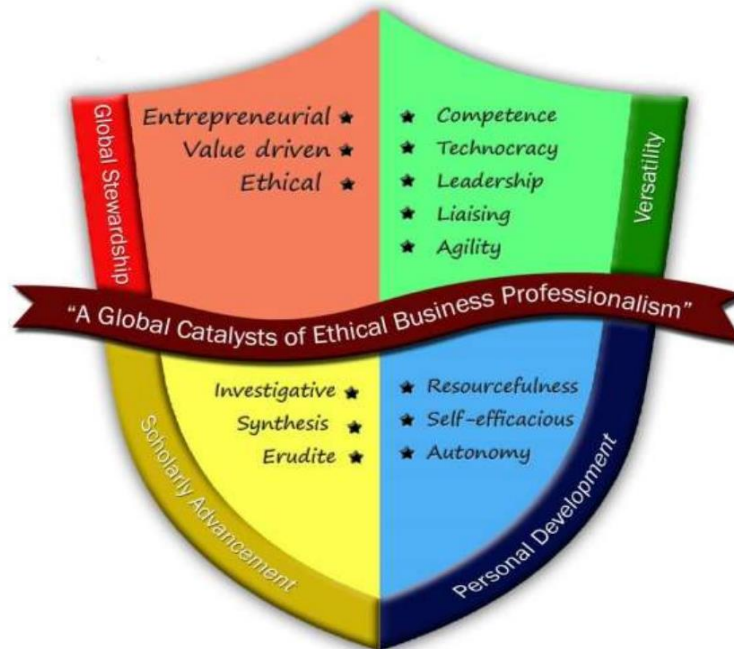 Global Stewardship
Entrepreneurial
Value driven
Ethical
Versatility
Competence
Technocracy
Leadership
Liaising
Agility
“A Global Catalysts of Ethical Business Professionalism”
Scholarly Advancement
Investigative
Synthesis
Erudite
Personal Development
Resourcefulness
Self-efficacious
Autonomy